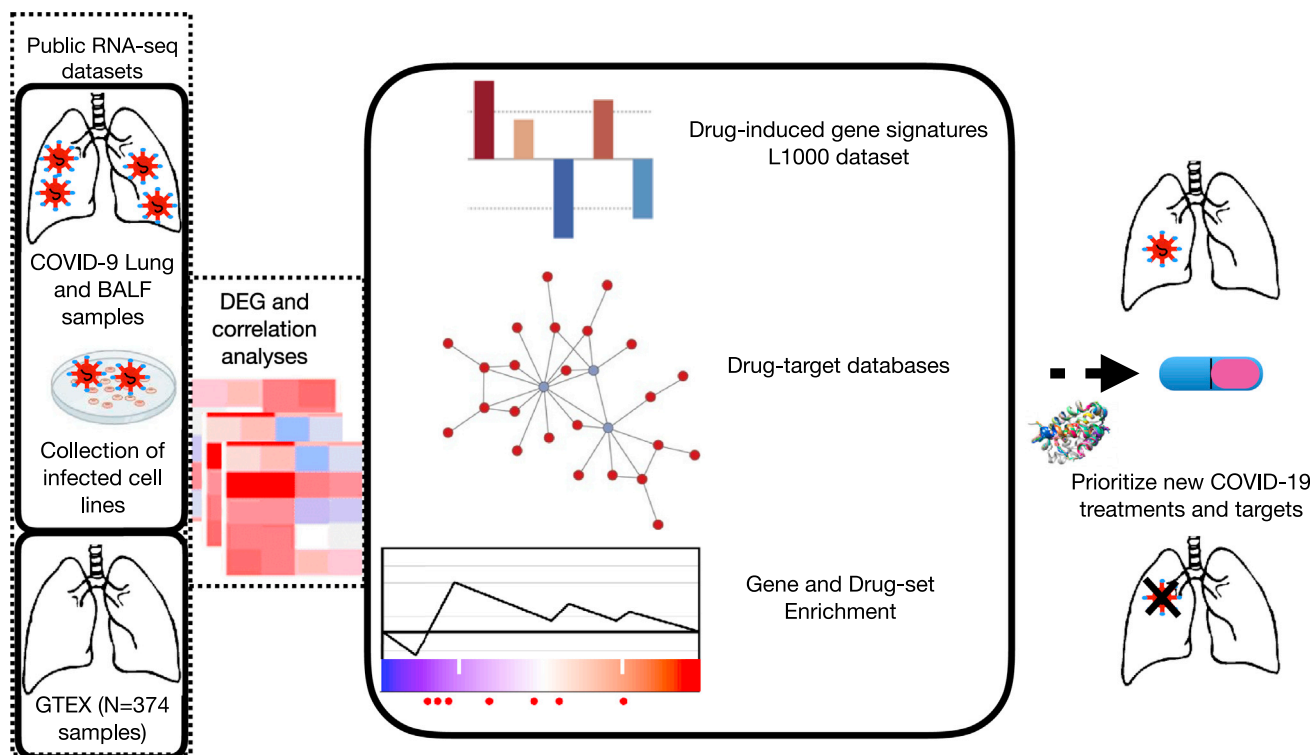 Public RNA-seq
datasets
COVID-9 Lung
and BALF
samples
Collection of
infected cell
lines
GTEX (N=374
samples)
DEG and
correlation
analyses
Drug-induced gene signatures
L1000 dataset
Drug-target databases
Gene and Drug-set
Enrichment
Prioritize new COVID-19
treatments and targets